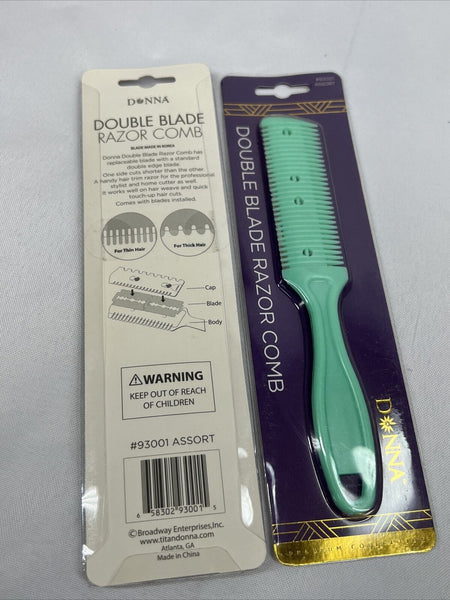 DONNA
DOUBLE BLADE
RAZOR COMB
BLADE MADE IN KOREA
Donna Double Blade Razor Comb has
replaceable blade with a standard
double edge blade.
One side cuts shorter than the other.
A handy hair trim razor for the professional
stylist and home cutter as well.
It works well on hair weave and quick
touch-up hair cuts.
Comes with blades installed.
For Thin Hair
For Thick Hair
Cap
Blade
Body
WARNING
KEEP OUT OF REACH
OF CHILDREN
#93001 ASSORT
6 58302 93001 5
©Broadway Enterprises,Inc.
www.titandonna.com
Atlanta, GA
Made in China
#93001
ASSORT
DOUBLE BLADE RAZOR COMB
DONNA